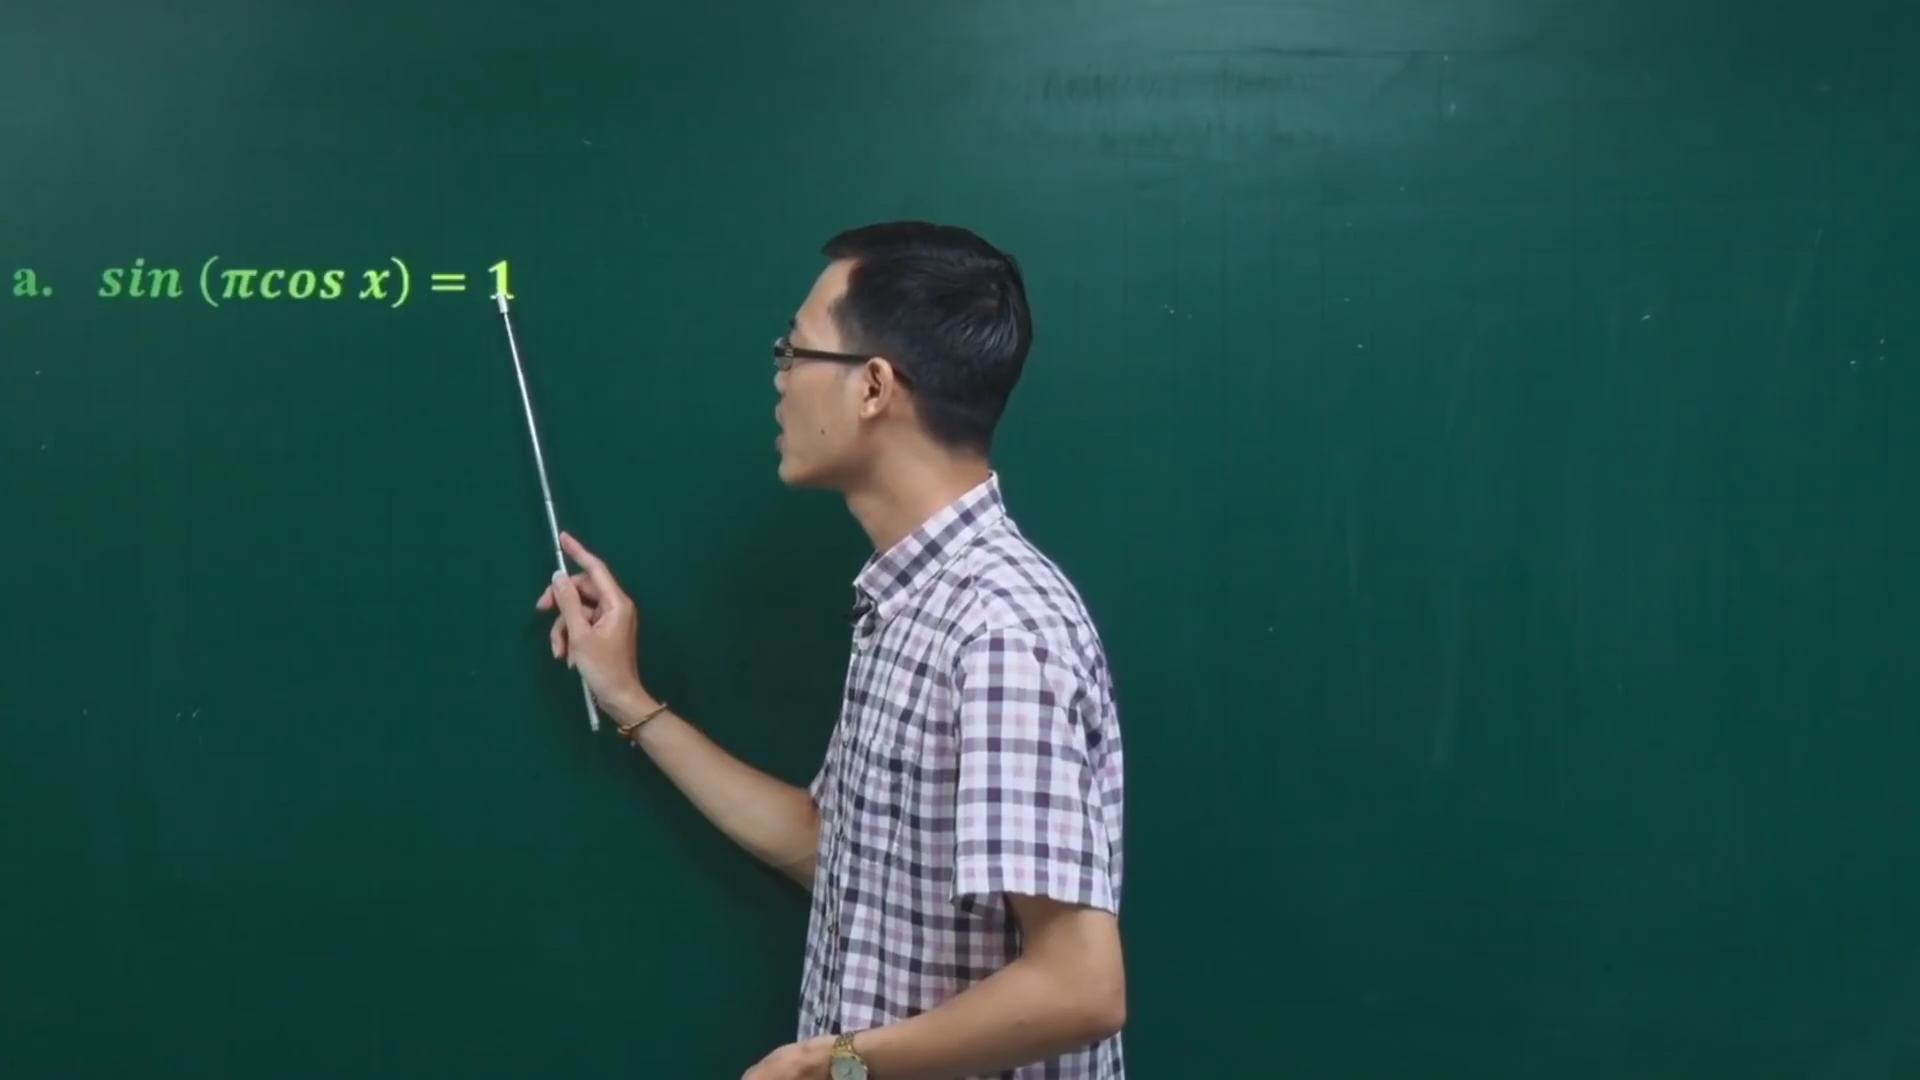 a. sin (πcos x) = 1